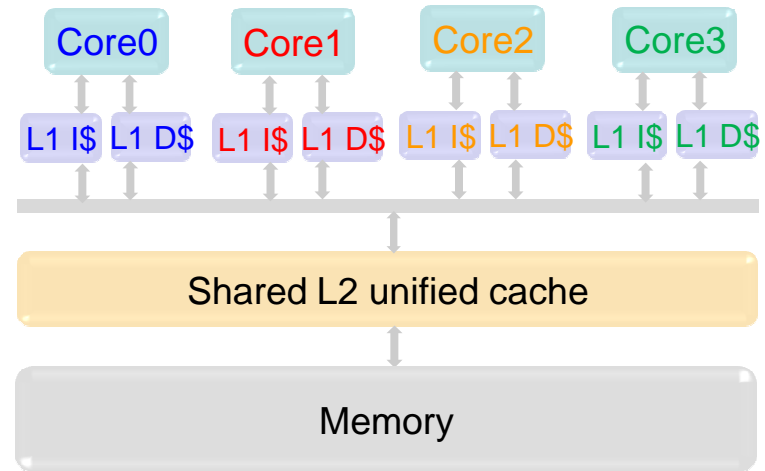 Core0 Core1 Core2 Core3
L1 I$ L1 D$ L1 I$ L1 D$ L1 I$ L1 D$ L1 I$ L1 D$
Shared L2 unified cache
Memory